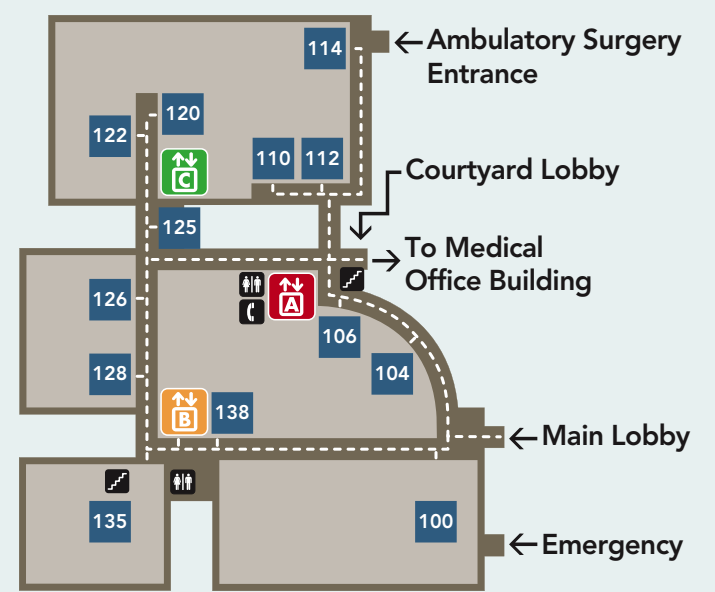 114
Ambulatory Surgery
Entrance
120
122
110
112
C
Courtyard Lobby
125
To Medical
Office Building
126
A
106
128
104
B
138
Main Lobby
135
100
Emergency